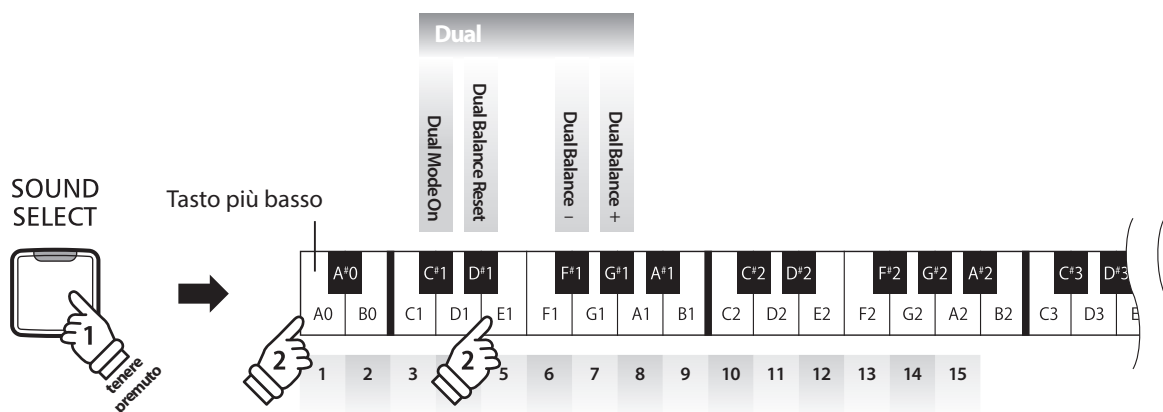 Dual
Dual Mode On
Dual Balance Reset
Dual Balance –
Dual Balance +
SOUND
SELECT
Tasto più basso
A#0 C#1 D#1 F#1 G#1 A#1 C#2 D#2 F#2 G#2 A#2 C#3 D#3
A0 B0 C1 D1 E1 F1 G1 A1 B1 C2 D2 E2 F2 G2 A2 B2 C3 D3 E
1
tenere
premuto
2 2
1 2 3 5 6 7 8 9 10 11 12 13 14 15